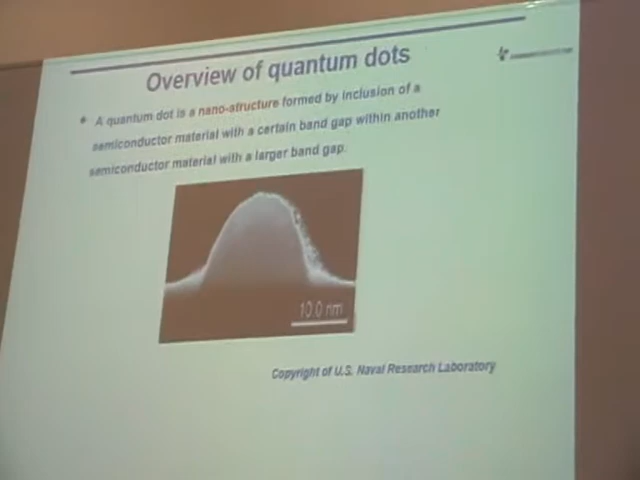 Overview of quantum dots
A quantum dot is a nano-structure formed by inclusion of a
semiconductor material with a certain band gap within another
semiconductor material with a larger band gap.
10.0 nm
Copyright of U.S. Naval Research Laboratory